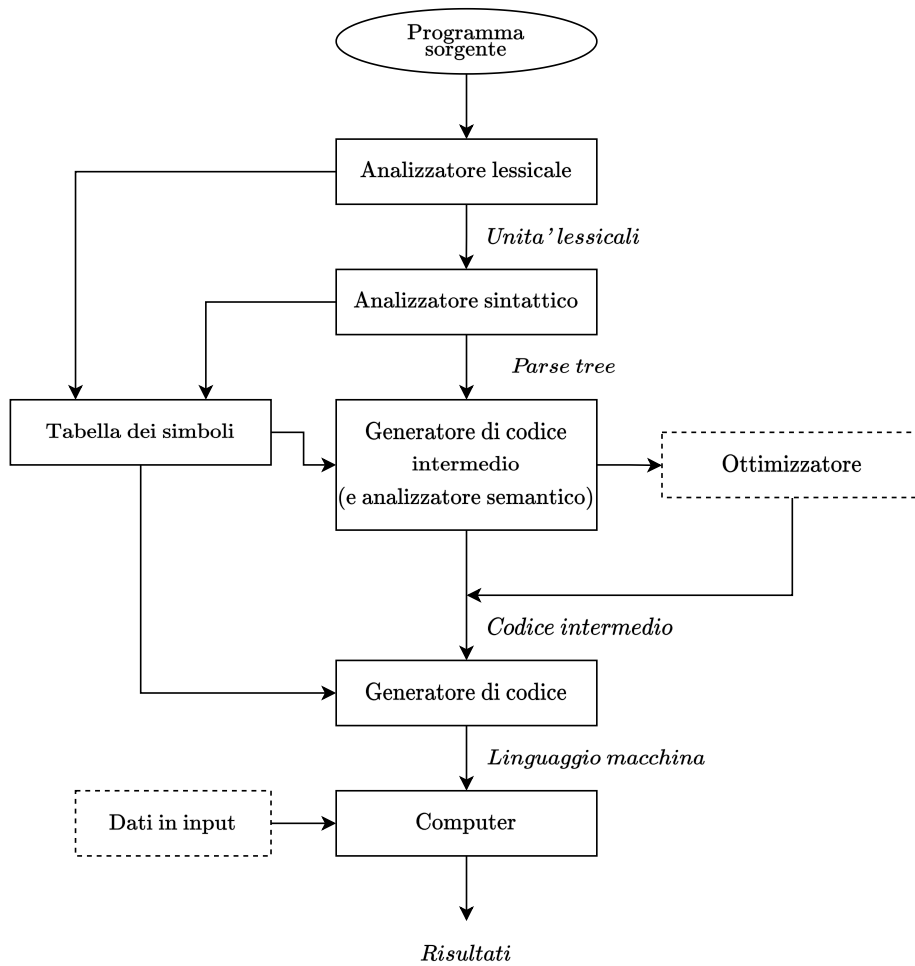 Programma
sorgente
Analizzatore lessicale
Unita' lessicali
Analizzatore sintattico
Parse tree
Tabella dei simboli
Generatore di codice
intermedio
(e analizzatore semantico)
Ottimizzatore
Codice intermedio
Generatore di codice
Linguaggio macchina
Dati in input
Computer
Risultati